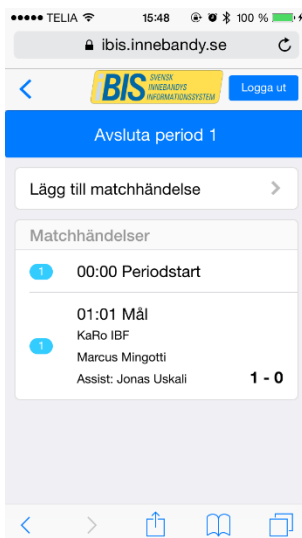 TELIA 15:48 100 %
ibis.innebandy.se
BIS SVENSK
INNEBANDYS
INFORMATIONSSYSTEM
Logga ut
Avsluta period 1
Lägg till matchhändelse
Matchhändelser
1 00:00 Periodstart
01:01 Mål
KaRo IBF
1
Marcus Mingotti
Assist: Jonas Uskali 1 - 0